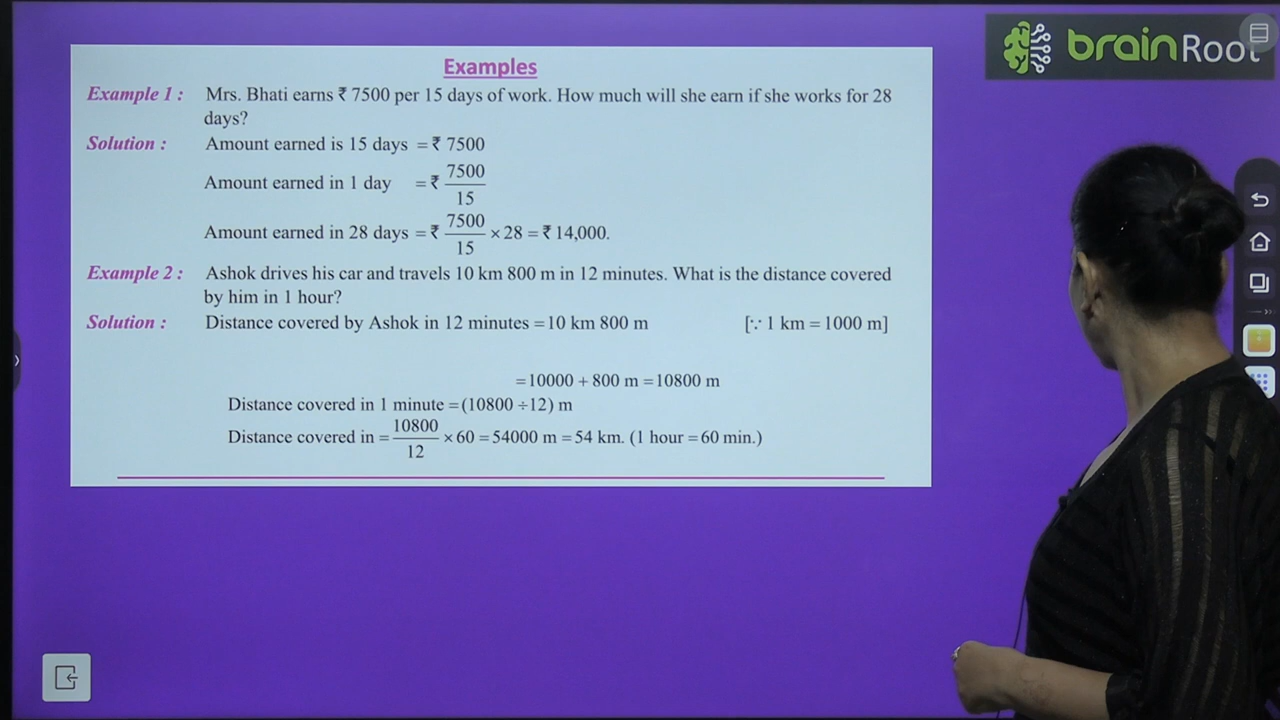 brainRoot
Examples
Example 1 : Mrs. Bhati earns ₹ 7500 per 15 days of work. How much will she earn if she works for 28
days?
Solution : Amount earned is 15 days = ₹ 7500
Amount earned in 1 day = ₹ 7500/15
Amount earned in 28 days = ₹ 7500/15 × 28 = ₹ 14,000.
Example 2 : Ashok drives his car and travels 10 km 800 m in 12 minutes. What is the distance covered
by him in 1 hour?
Solution : Distance covered by Ashok in 12 minutes = 10 km 800 m [∵ 1 km = 1000 m]
= 10000 + 800 m = 10800 m
Distance covered in 1 minute = (10800 ÷ 12) m
Distance covered in = 10800/12 × 60 = 54000 m = 54 km. (1 hour = 60 min.)